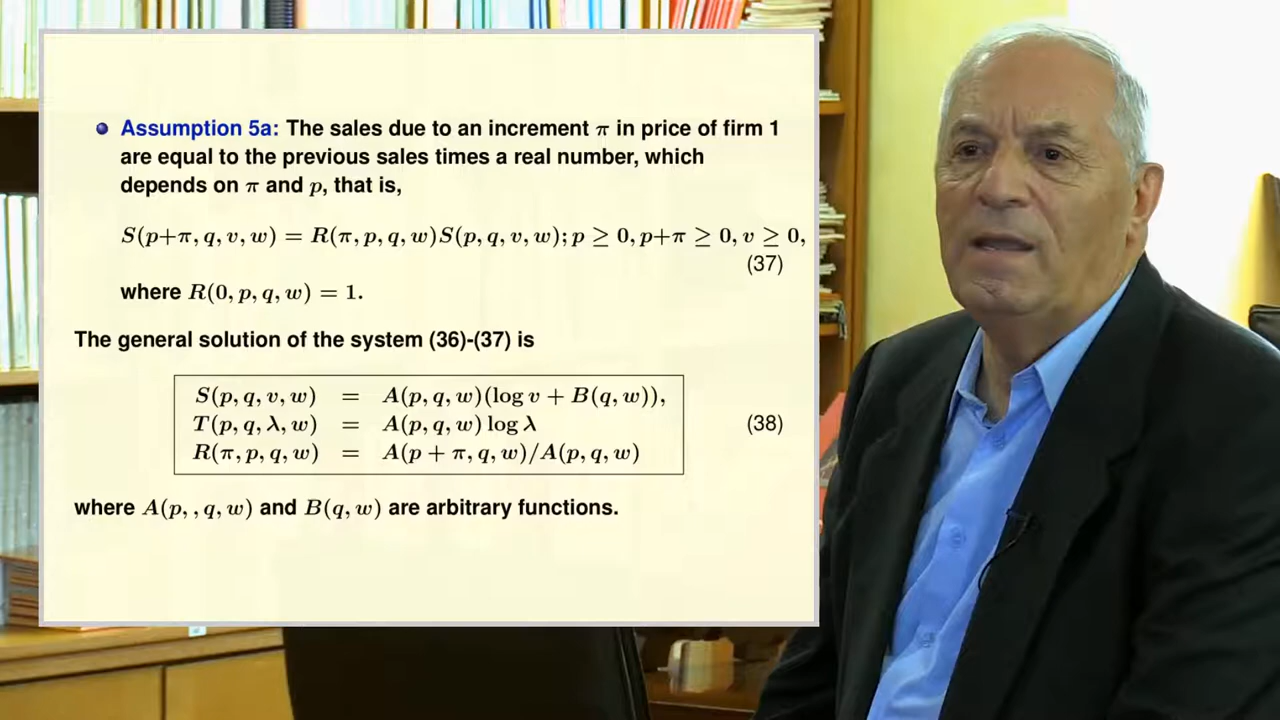 Assumption 5a: The sales due to an increment π in price of firm 1
are equal to the previous sales times a real number, which
depends on π and p, that is,
S(p+π, q, v, w) = R(π, p, q, w)S(p, q, v, w); p ≥ 0, p+π ≥ 0, v ≥ 0,
(37)
where R(0, p, q, w) = 1.
The general solution of the system (36)-(37) is
S(p, q, v, w) = A(p, q, w)(log v + B(q, w)),
T(p, q, λ, w) = A(p, q, w) log λ (38)
R(π, p, q, w) = A(p + π, q, w)/A(p, q, w)
where A(p, , q, w) and B(q, w) are arbitrary functions.